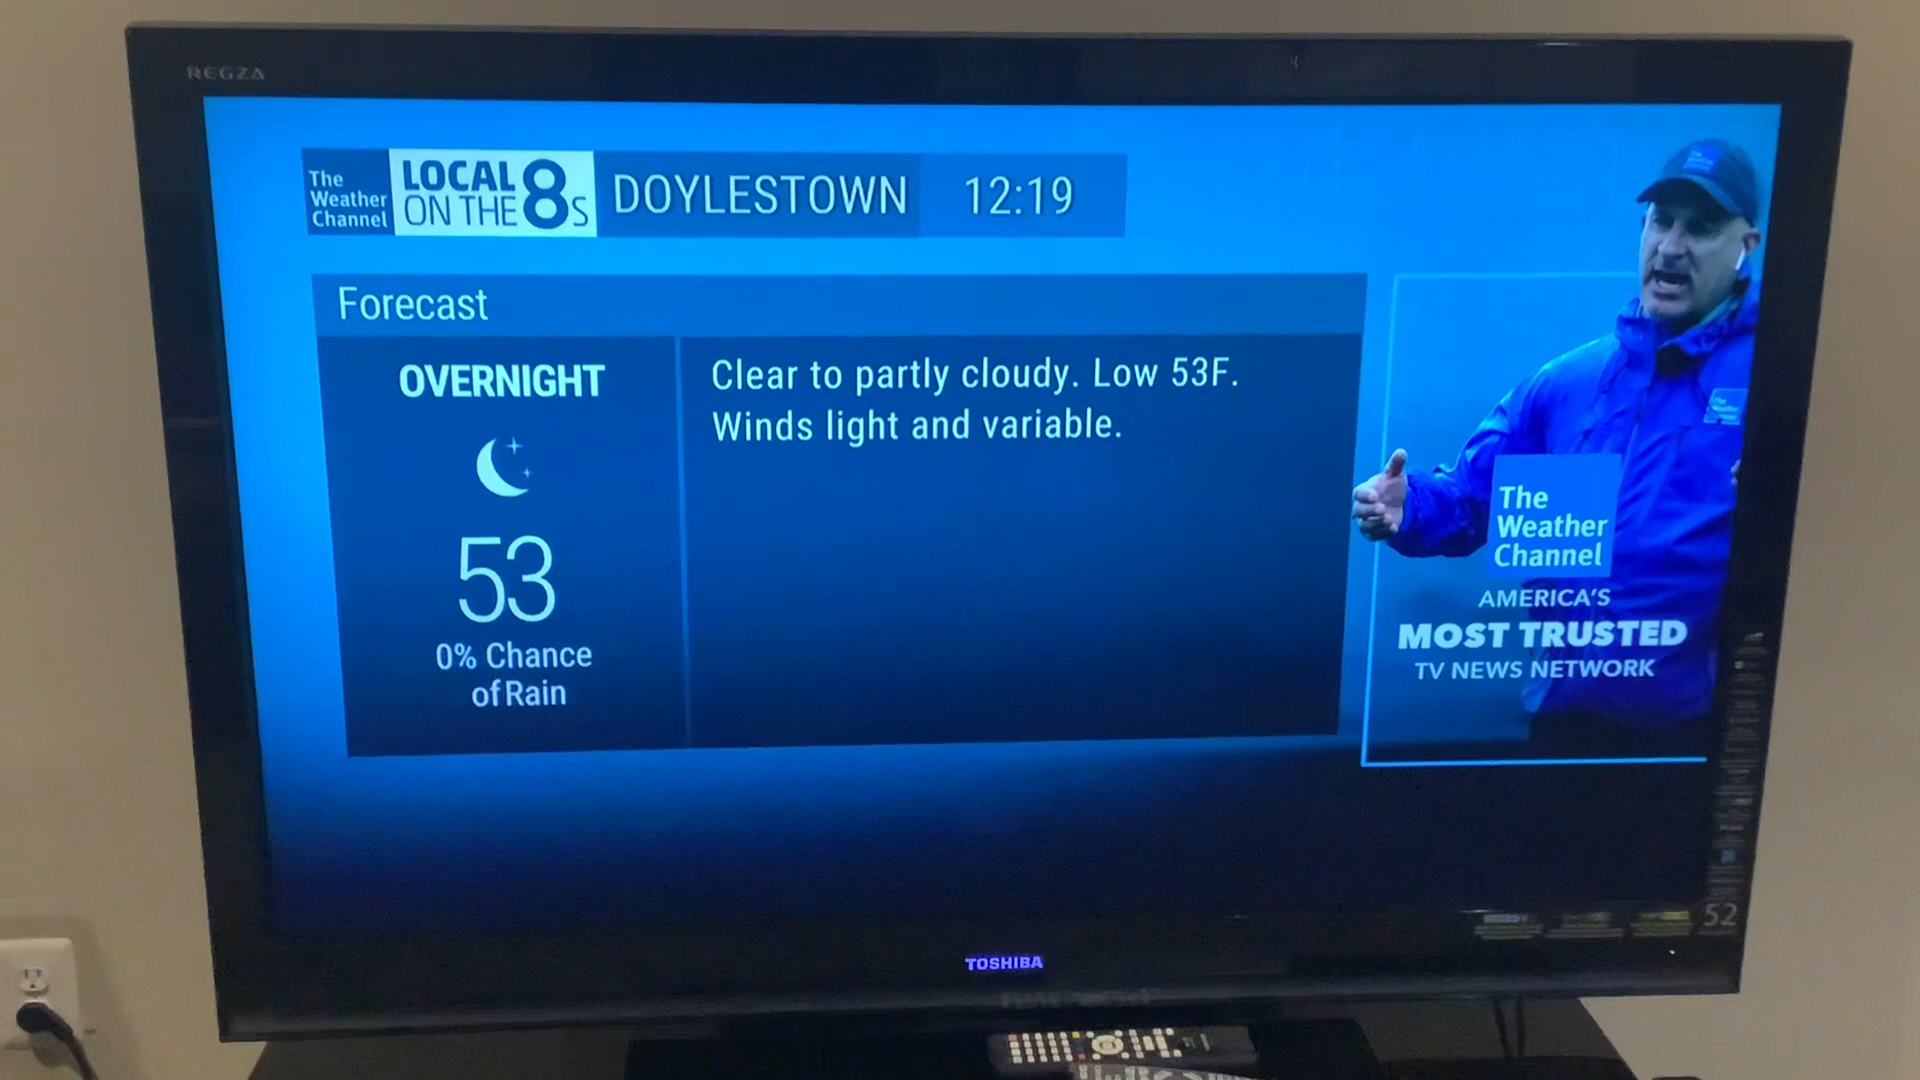 REGZA
The
Weather
Channel
LOCAL
ON THE 8s
DOYLESTOWN 12:19
Forecast
OVERNIGHT
53
0% Chance
of Rain
Clear to partly cloudy. Low 53F.
Winds light and variable.
The
Weather
Channel
AMERICA'S
MOST TRUSTED
TV NEWS NETWORK
52
TOSHIBA